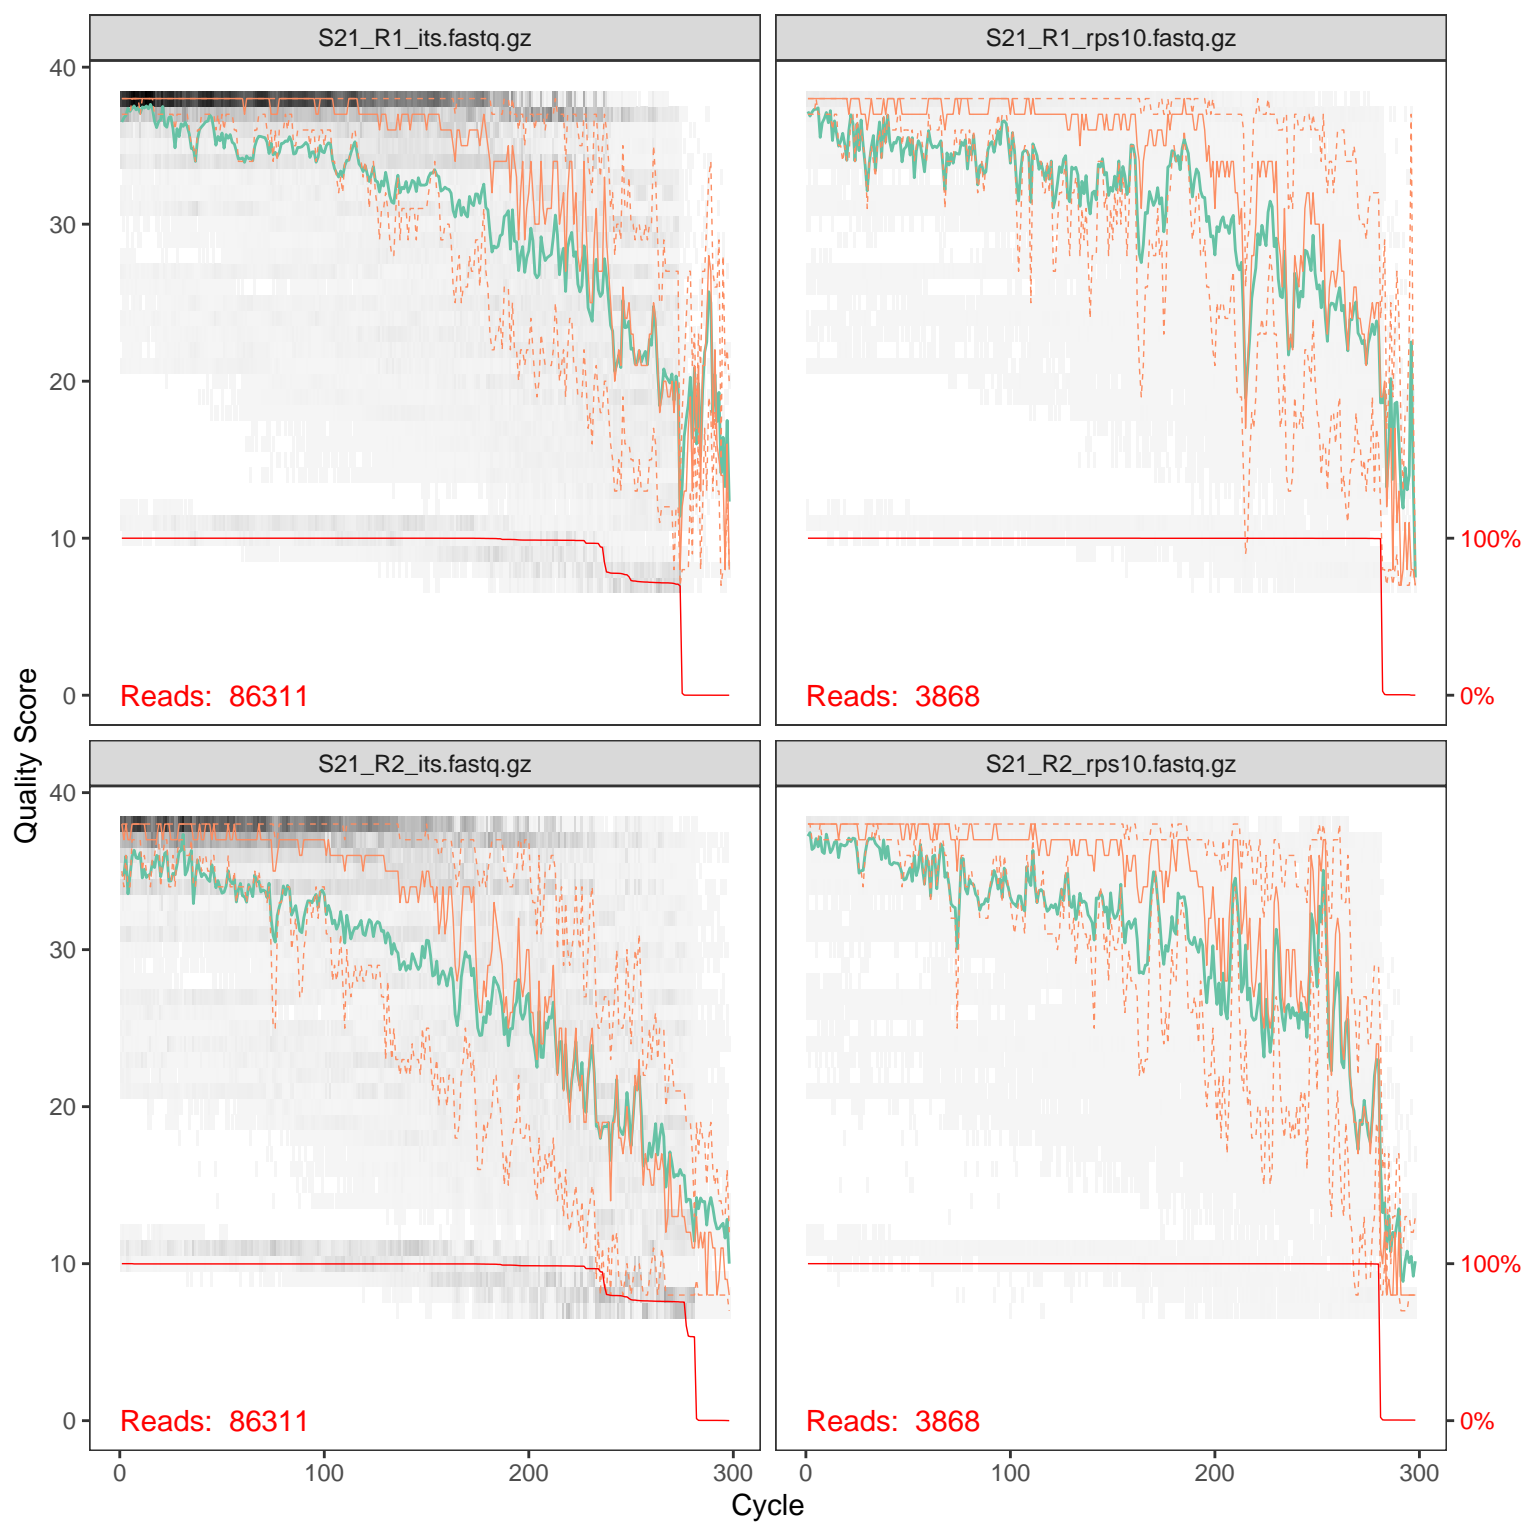 S21_R1_its.fastq.gz
S21_R1_rps10.fastq.gz
40
30
20
10
0
Reads: 86311
Reads: 3868
100%
0%
Quality Score
S21_R2_its.fastq.gz
S21_R2_rps10.fastq.gz
40
30
20
10
0
Reads: 86311
Reads: 3868
100%
0%
0 100 200 300
0 100 200 300
Cycle